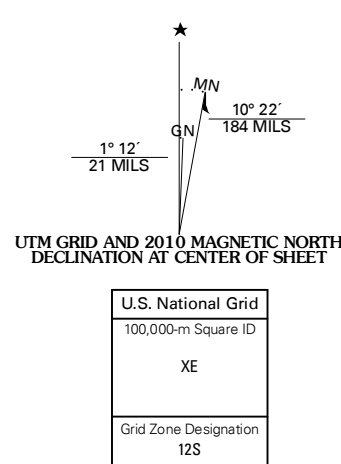 ★
MN
10° 22´
184 MILS
GN
1° 12´
21 MILS
UTM GRID AND 2010 MAGNETIC NORTH
DECLINATION AT CENTER OF SHEET
U.S. National Grid
100,000-m Square ID
XE
Grid Zone Designation
12S